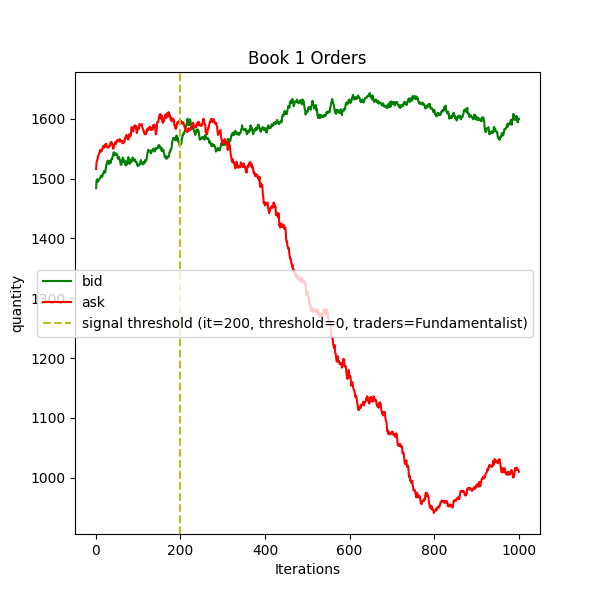 Book 1 Orders
1600
1500
1400
1300
1200
1100
1000
quantity
bid
ask
signal threshold (it=200, threshold=0, traders=Fundamentalist)
0 200 400 600 800 1000
Iterations